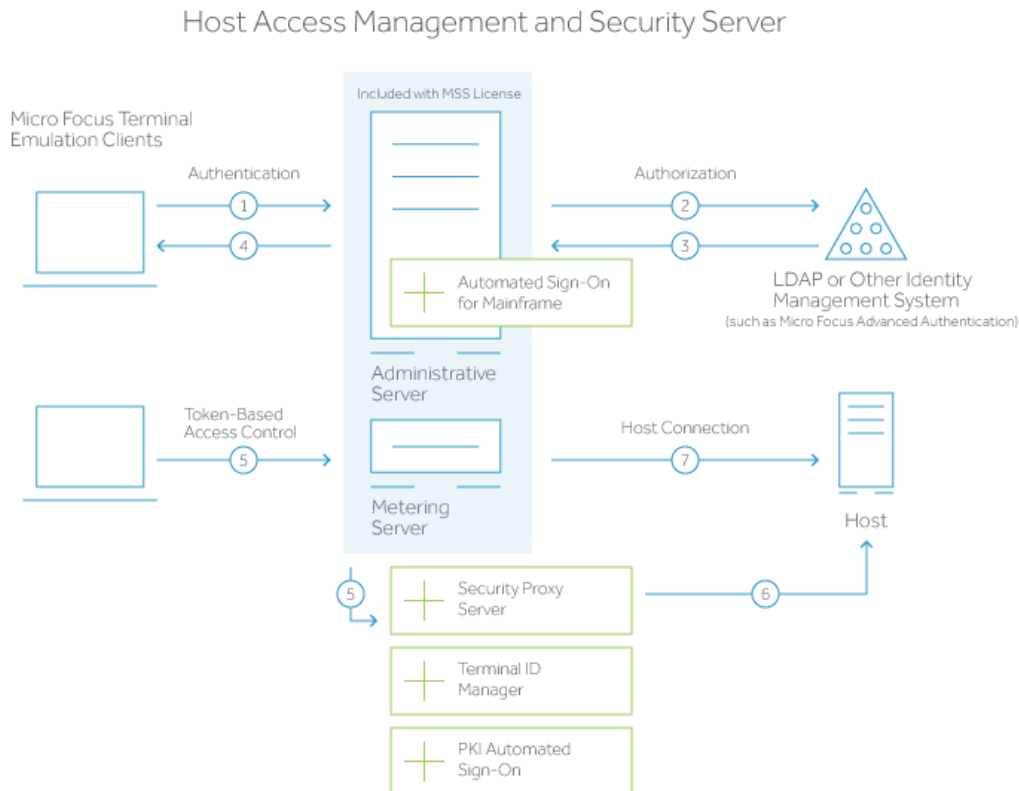 Host Access Management and Security Server
Included with MSS License
Micro Focus Terminal
Emulation Clients
Authentication
1
4
Authorization
2
3
Automated Sign-On
for Mainframe
LDAP or Other Identity
Management System
(such as Micro Focus Advanced Authentication)
Administrative
Server
Token-Based
Access Control
5
Host Connection
7
Metering
Server
Host
5
Security Proxy
Server
6
Terminal ID
Manager
PKI Automated
Sign-On